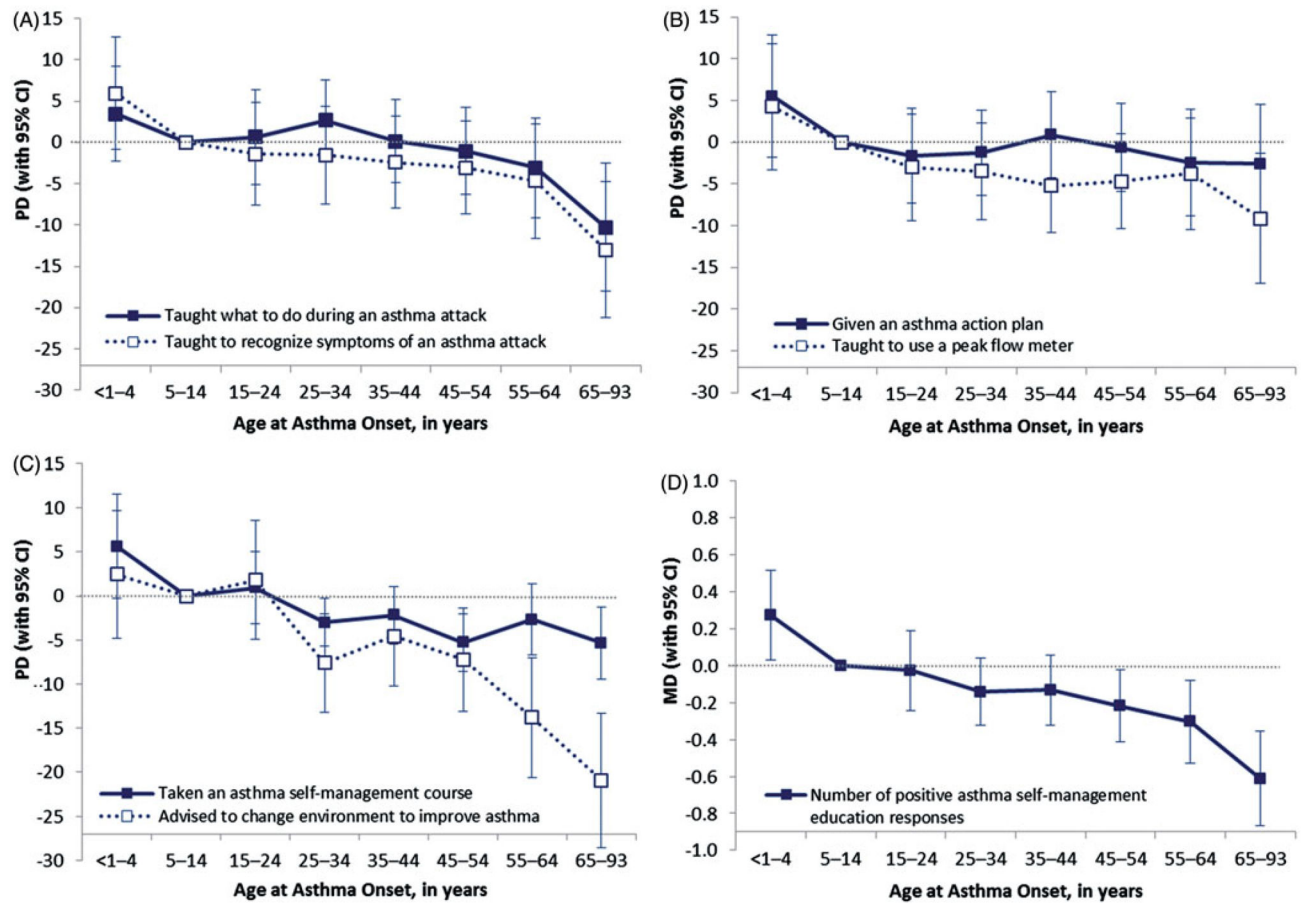 (A)
PD (with 95% CI)
15
10
5
0
-5
-10
-15
-20
-25
-30
Taught what to do during an asthma attack
Taught to recognize symptoms of an asthma attack
<1–4 5–14 15–24 25–34 35–44 45–54 55–64 65–93
Age at Asthma Onset, in years
(B)
PD (with 95% CI)
15
10
5
0
-5
-10
-15
-20
-25
-30
Given an asthma action plan
Taught to use a peak flow meter
<1–4 5–14 15–24 25–34 35–44 45–54 55–64 65–93
Age at Asthma Onset, in years
(C)
PD (with 95% CI)
15
10
5
0
-5
-10
-15
-20
-25
-30
Taken an asthma self-management course
Advised to change environment to improve asthma
<1–4 5–14 15–24 25–34 35–44 45–54 55–64 65–93
Age at Asthma Onset, in years
(D)
MD (with 95% CI)
1.0
0.8
0.6
0.4
0.2
0.0
-0.2
-0.4
-0.6
-0.8
-1.0
Number of positive asthma self-management
education responses
<1–4 5–14 15–24 25–34 35–44 45–54 55–64 65–93
Age at Asthma Onset, in years